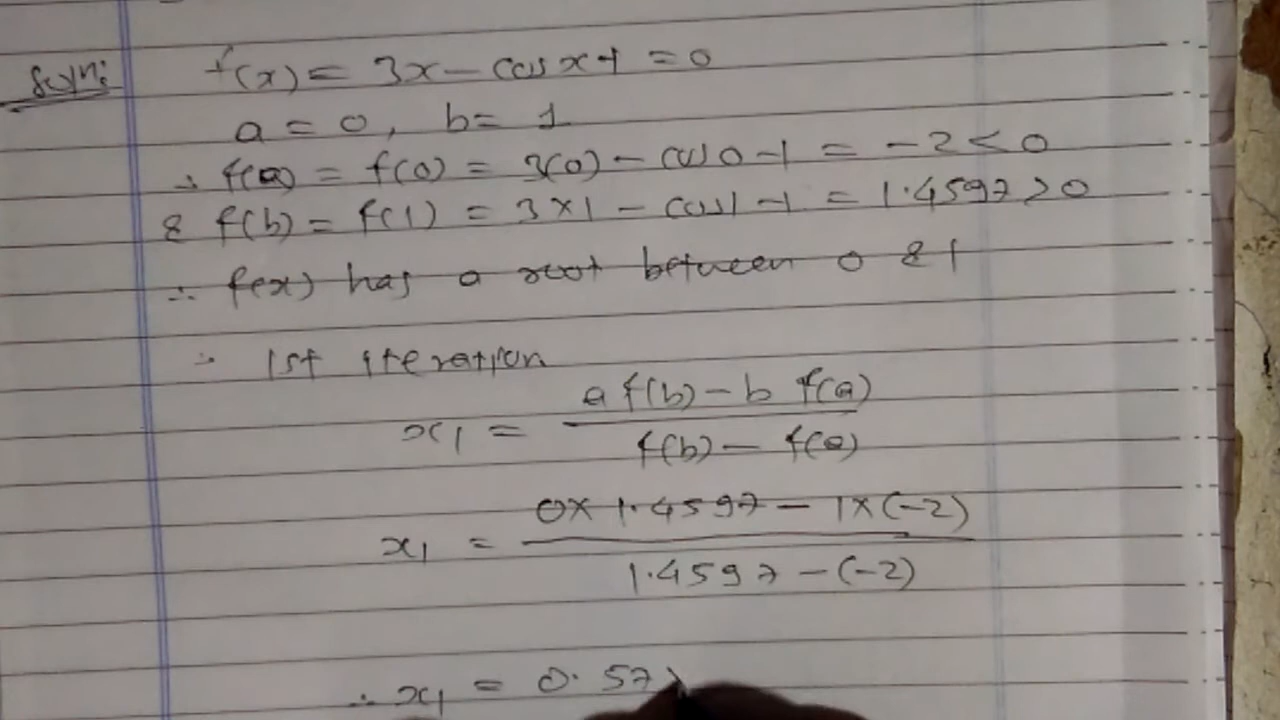 Soln:
f(x) = 3x - cos x - 1 = 0
a = 0, b = 1
∴ f(a) = f(0) = 3(0) - cos 0 - 1 = -2 < 0
& f(b) = f(1) = 3×1 - cos 1 - 1 = 1.4597 > 0
∴ f(x) has a root between 0 & 1
∴ 1st iteration
x₁ = (a f(b) - b f(a)) / (f(b) - f(a))
x₁ = (0 × 1.4597 - 1 × (-2)) / (1.4597 - (-2))
∴ x₁ = 0.57